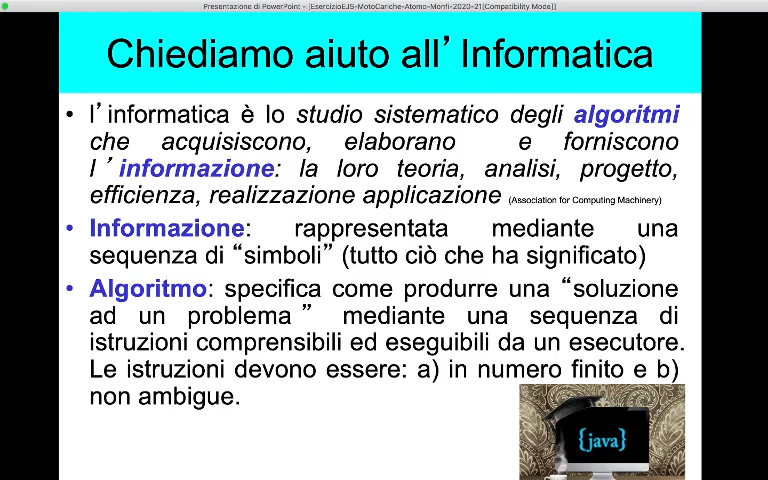 Presentazione di PowerPoint - [EsercizioEJS-MotoCariche-Atomo-Monfi-2020-21[Compatibility Mode]]
Chiediamo aiuto all’ Informatica
• l’informatica è lo studio sistematico degli algoritmi
che acquisiscono, elaborano e forniscono
l ’informazione: la loro teoria, analisi, progetto,
efficienza, realizzazione applicazione (Association for Computing Machinery)
• Informazione: rappresentata mediante una
sequenza di “simboli” (tutto ciò che ha significato)
• Algoritmo: specifica come produrre una “soluzione
ad un problema ” mediante una sequenza di
istruzioni comprensibili ed eseguibili da un esecutore.
Le istruzioni devono essere: a) in numero finito e b)
non ambigue.
{java}